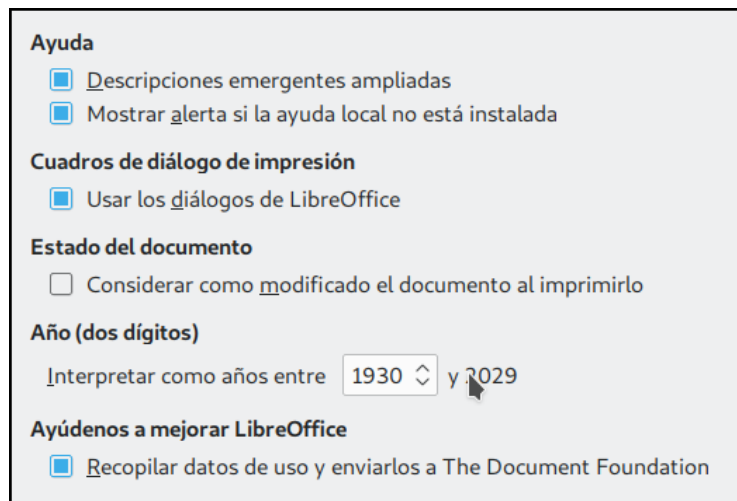 Ayuda
Descripciones emergentes ampliadas
Mostrar alerta si la ayuda local no está instalada
Cuadros de diálogo de impresión
Usar los diálogos de LibreOffice
Estado del documento
Considerar como modificado el documento al imprimirlo
Año (dos dígitos)
Interpretar como años entre 1930 y 2029
Ayúdenos a mejorar LibreOffice
Recopilar datos de uso y enviarlos a The Document Foundation